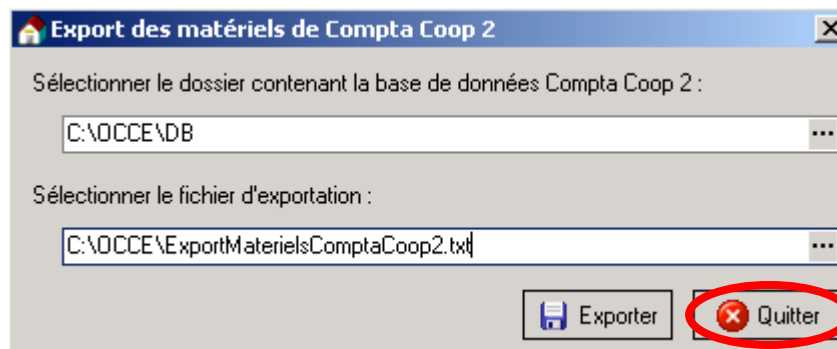 Export des matériels de Compta Coop 2
Sélectionner le dossier contenant la base de données Compta Coop 2 :
C:\OCCE\DB
...
Sélectionner le fichier d'exportation :
C:\OCCE\ExportMaterielsComptaCoop2.txt
...
Exporter
Quitter